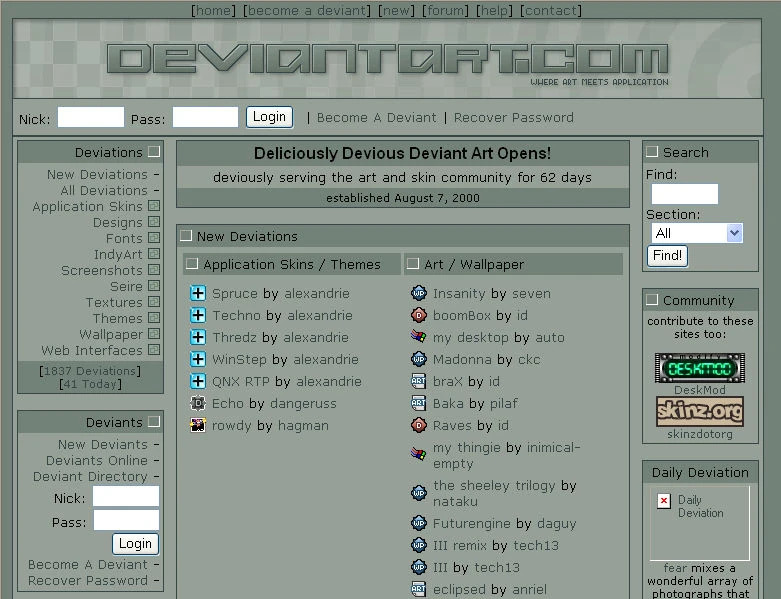 [home] [become a deviant] [new] [forum] [help] [contact]
DEVIANTART.COM
WHERE ART MEETS APPLICATION
Nick: Pass: Login | Become A Deviant | Recover Password
Deviations
New Deviations -
All Deviations -
Application Skins
Designs
Fonts
IndyArt
Screenshots
Seire
Textures
Themes
Wallpaper
Web Interfaces
[1837 Deviations]
[41 Today]
Deviants
New Deviants -
Deviants Online -
Deviant Directory -
Nick:
Pass:
Login
Become A Deviant -
Recover Password -
Deliciously Devious Deviant Art Opens!
deviously serving the art and skin community for 62 days
established August 7, 2000
New Deviations
Application Skins / Themes
Spruce by alexandrie
Techno by alexandrie
Thredz by alexandrie
WinStep by alexandrie
QNX RTP by alexandrie
Echo by dangeruss
rowdy by hagman
Art / Wallpaper
Insanity by seven
boomBox by id
my desktop by auto
Madonna by ckc
braX by id
Baka by pilaf
Raves by id
my thingie by inimical-
empty
the sheeley trilogy by
nataku
Futurengine by daguy
III remix by tech13
III by tech13
eclipsed by anriel
Search
Find:
Section:
All
Find!
Community
contribute to these
sites too:
DESKMOD
DeskMod
skinz.org
skinzdotorg
Daily Deviation
Daily
Deviation
fear mixes a
wonderful array of
photographs that